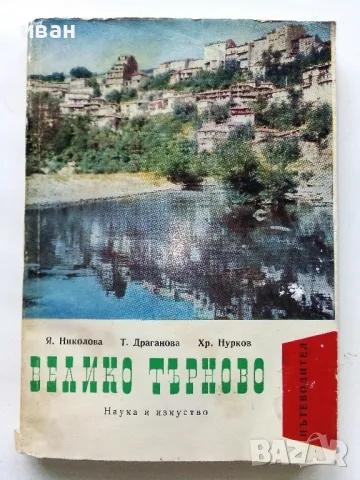 иван
Я. Николова Т. Драганова Хр. Нурков
ВЕЛИКО ТЪРНОВО
Наука и изкуство
ПЪТЕВОДИТЕЛ
BAZAR